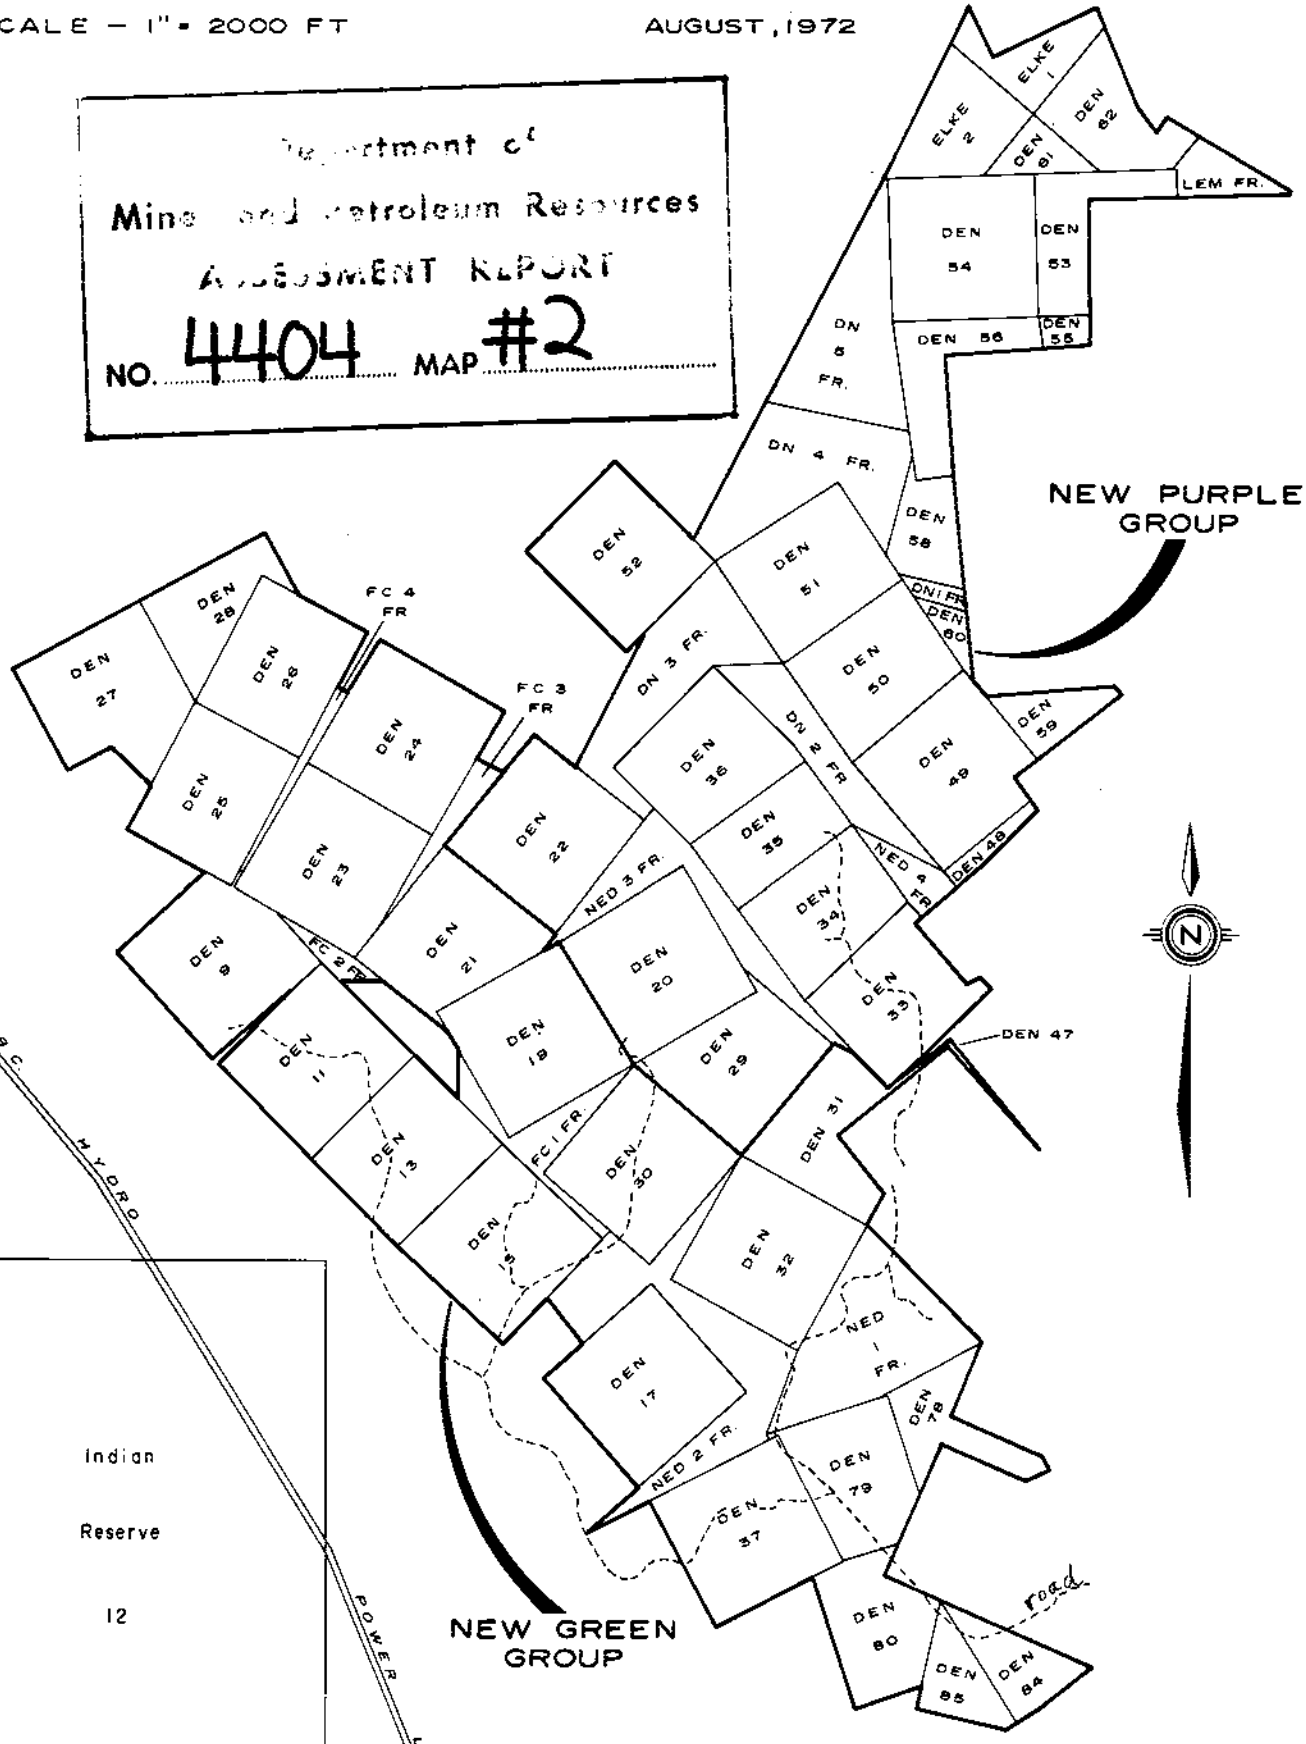 CALE - 1" = 2000 FT
AUGUST, 1972
Department of
Mine and Petroleum Resources
ASSESSMENT REPORT
NO. 4404 MAP #2
ELKE 1
ELKE 2
DEN 82
DEN 81
LEM FR.
DEN 54
DEN 53
DEN 56
DEN 55
DN 5 FR.
DN 4 FR.
NEW PURPLE
GROUP
DEN 58
DN 1 FR
DEN 60
DEN 52
DEN 51
DEN 50
DEN 49
DEN 59
DEN 48
DN 3 FR.
DN 2 FR
DEN 36
DEN 35
DEN 34
DEN 33
NED 4 FR
DEN 47
FC 4
FR
FC 3
FR
DEN 28
DEN 27
DEN 26
DEN 25
DEN 24
DEN 23
DEN 22
DEN 21
NED 3 FR.
DEN 20
DEN 19
DEN 29
DEN 9
FC 2 FR
DEN 11
DEN 13
DEN 15
FC 1 FR.
DEN 30
DEN 31
DEN 32
NED 1 FR.
DEN 17
NED 2 FR.
DEN 78
DEN 79
DEN 37
DEN 80
DEN 85
DEN 84
road
N
B.C.
HYDRO
POWER
Indian
Reserve
12
NEW GREEN
GROUP